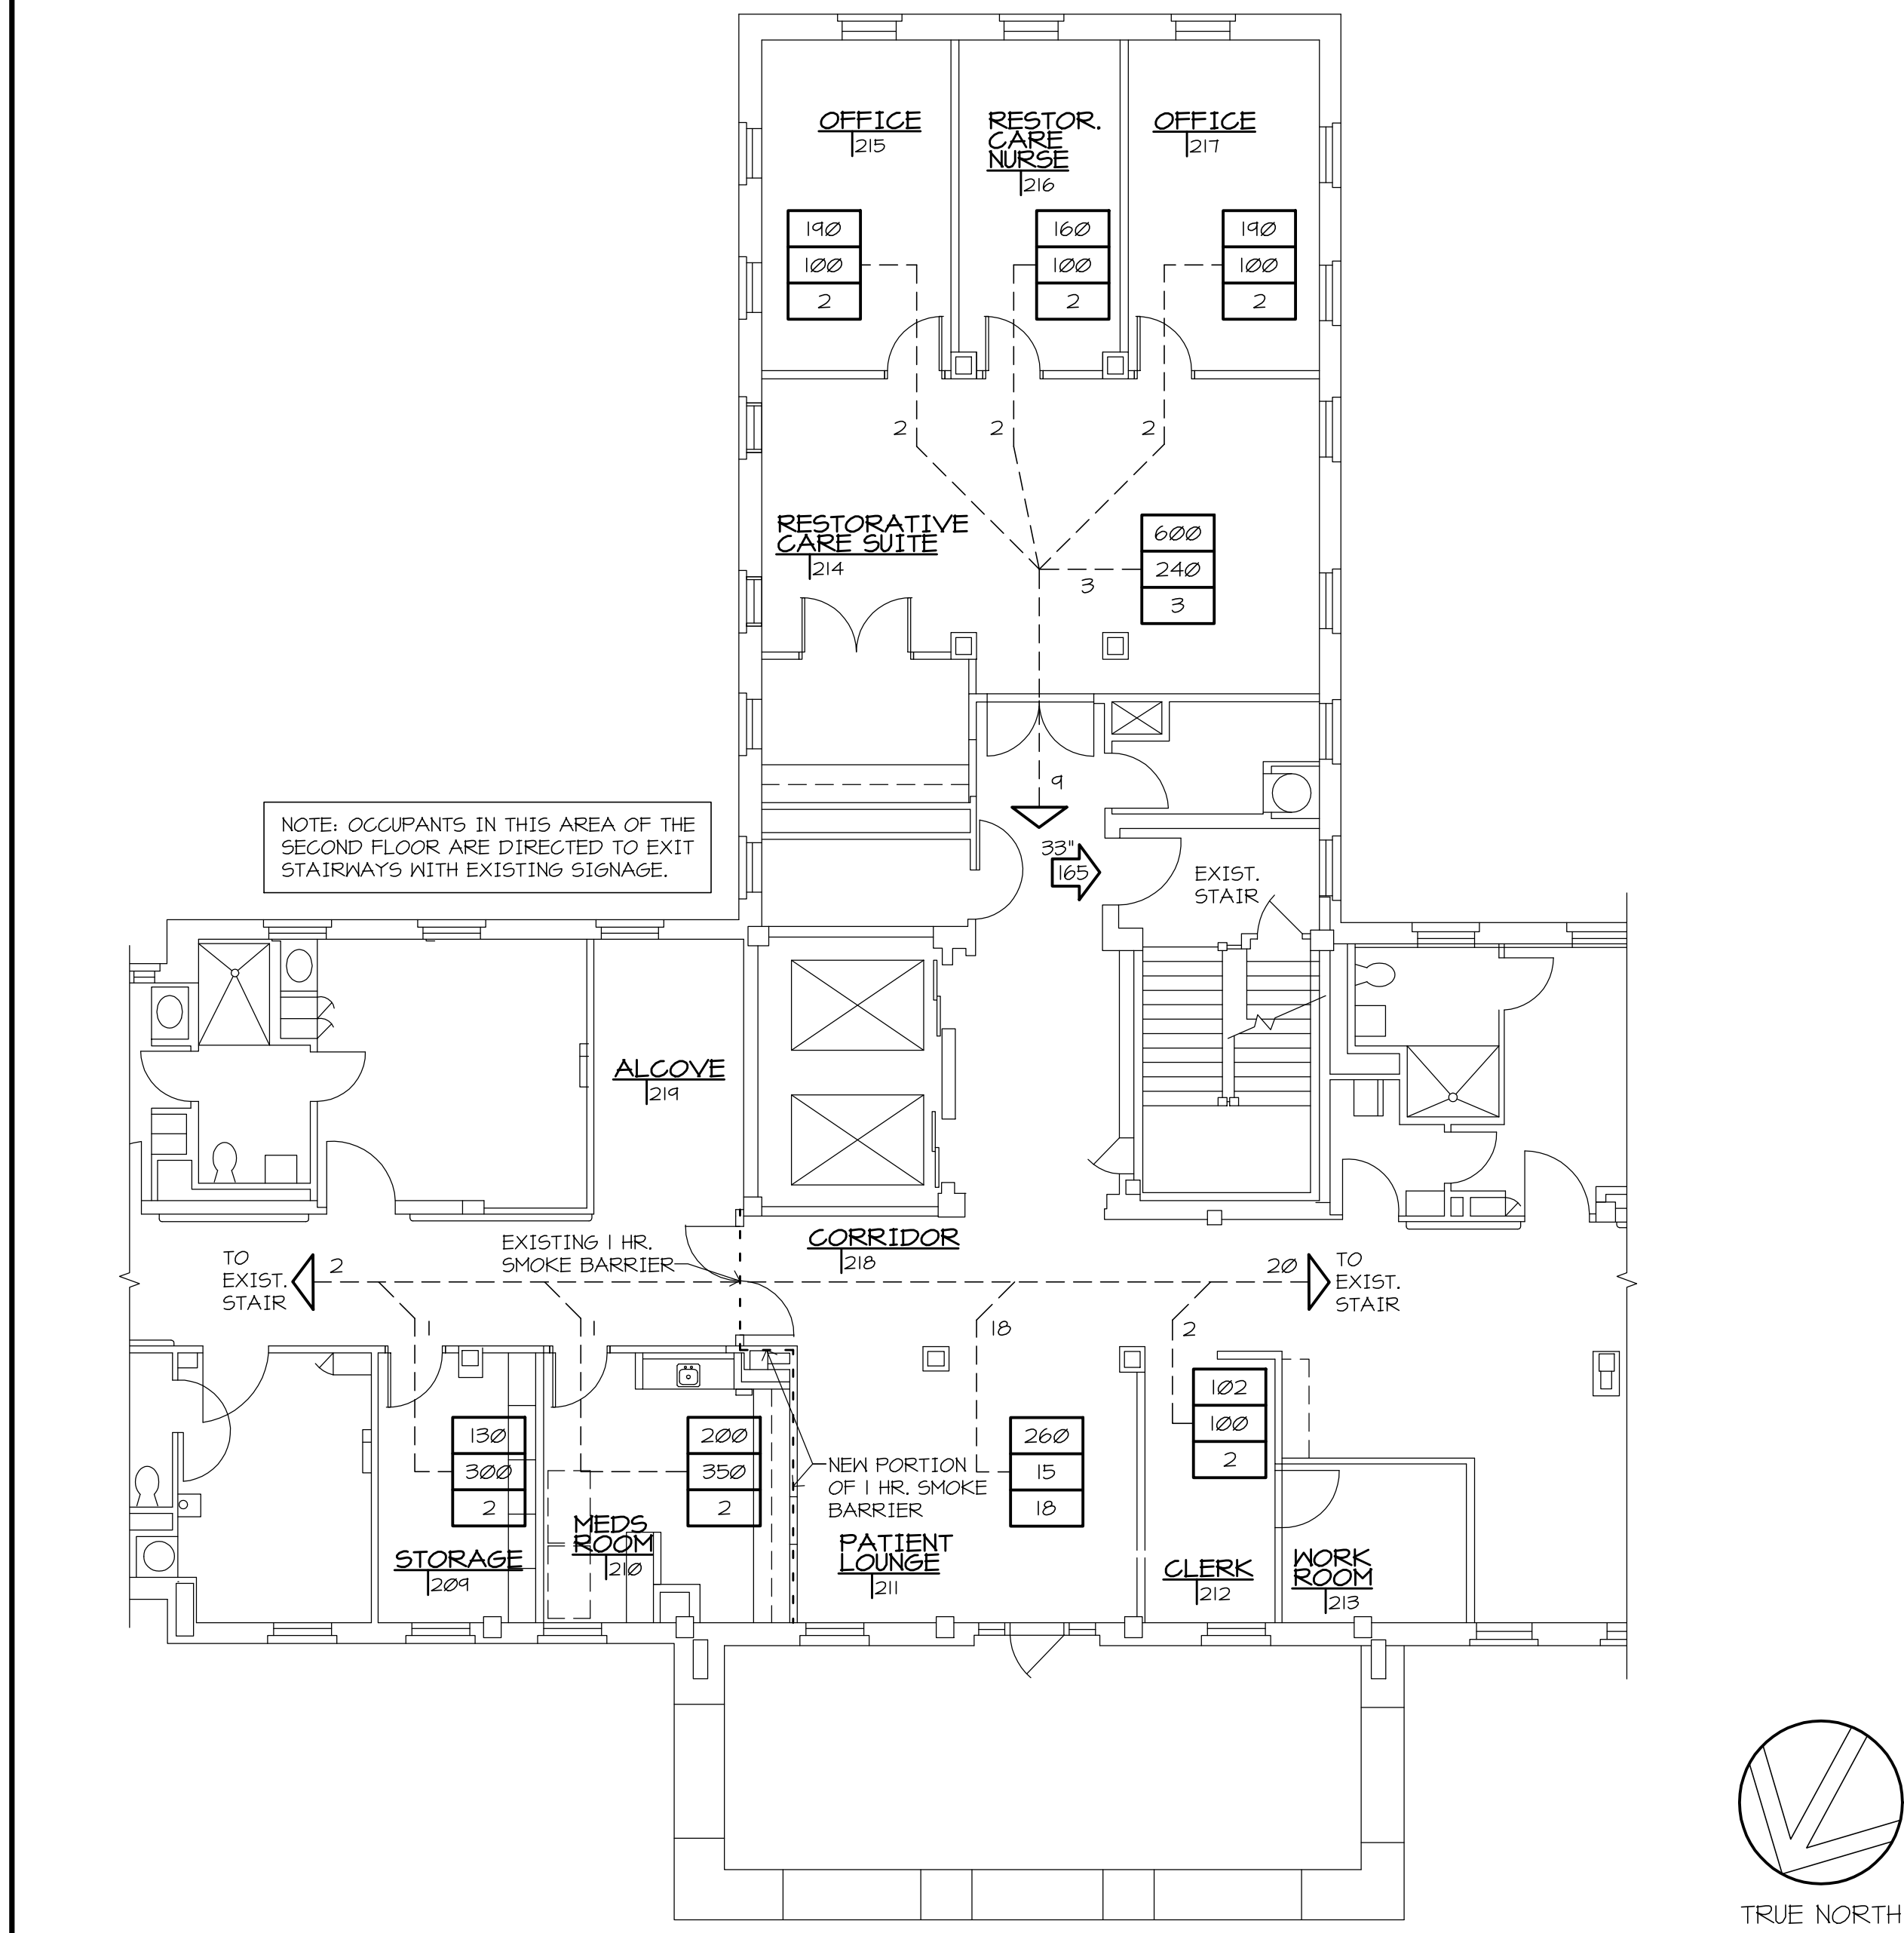 OFFICE
215
RESTOR.
CARE
NURSE
216
OFFICE
217
190
100
2
160
100
2
190
100
2
2
2
2
RESTORATIVE
CARE SUITE
214
600
240
3
3
9
33"
165
NOTE: OCCUPANTS IN THIS AREA OF THE
SECOND FLOOR ARE DIRECTED TO EXIT
STAIRWAYS WITH EXISTING SIGNAGE.
EXIST.
STAIR
ALCOVE
219
CORRIDOR
218
EXISTING 1 HR.
SMOKE BARRIER
TO
EXIST.
STAIR
2
20
TO
EXIST.
STAIR
1
1
18
2
130
300
2
200
350
2
260
15
18
102
100
2
NEW PORTION
OF 1 HR. SMOKE
BARRIER
STORAGE
209
MEDS
ROOM
210
PATIENT
LOUNGE
211
CLERK
212
WORK
ROOM
213
TRUE NORTH